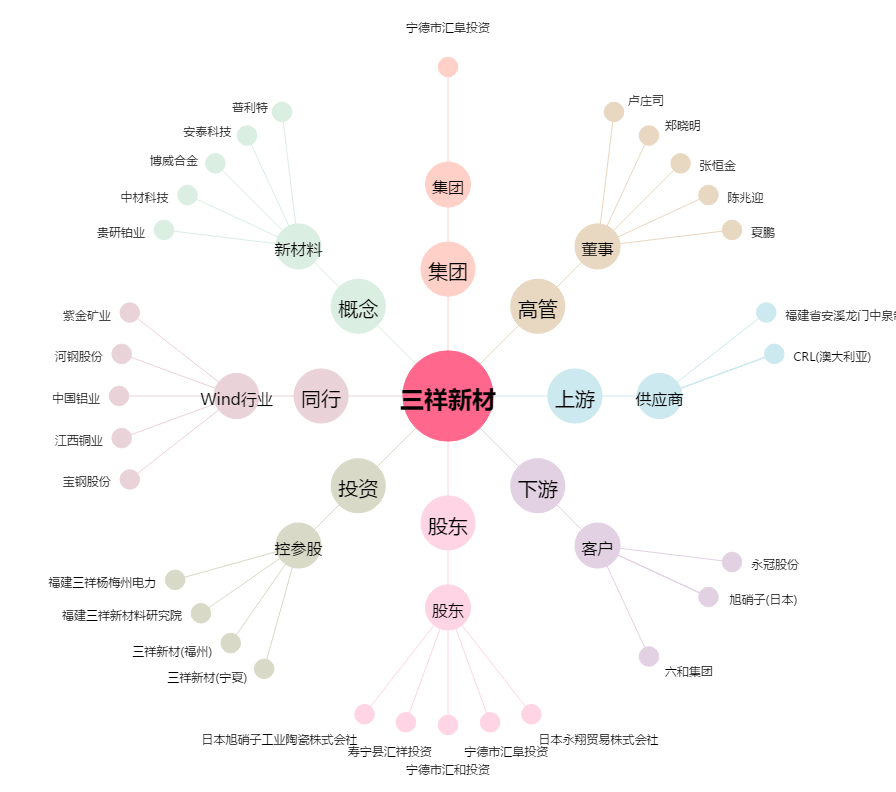 宁德市汇阜投资
卢庄司
普利特
郑晓明
安泰科技
博威合金
张恒金
集团
中材科技
陈兆迎
贵研铂业
夏鹏
新材料
董事
集团
概念
高管
紫金矿业
福建省安溪龙门中泉
河钢股份
CRL(澳大利亚)
中国铝业
Wind行业
同行
三祥新材
上游
供应商
江西铜业
宝钢股份
投资
下游
股东
控参股
客户
永冠股份
福建三祥杨梅州电力
旭硝子(日本)
股东
福建三祥新材料研究院
三祥新材(福州)
六和集团
三祥新材(宁夏)
日本旭硝子工业陶瓷株式会社
寿宁县汇祥投资
宁德市汇和投资
宁德市汇阜投资
日本永翔贸易株式会社